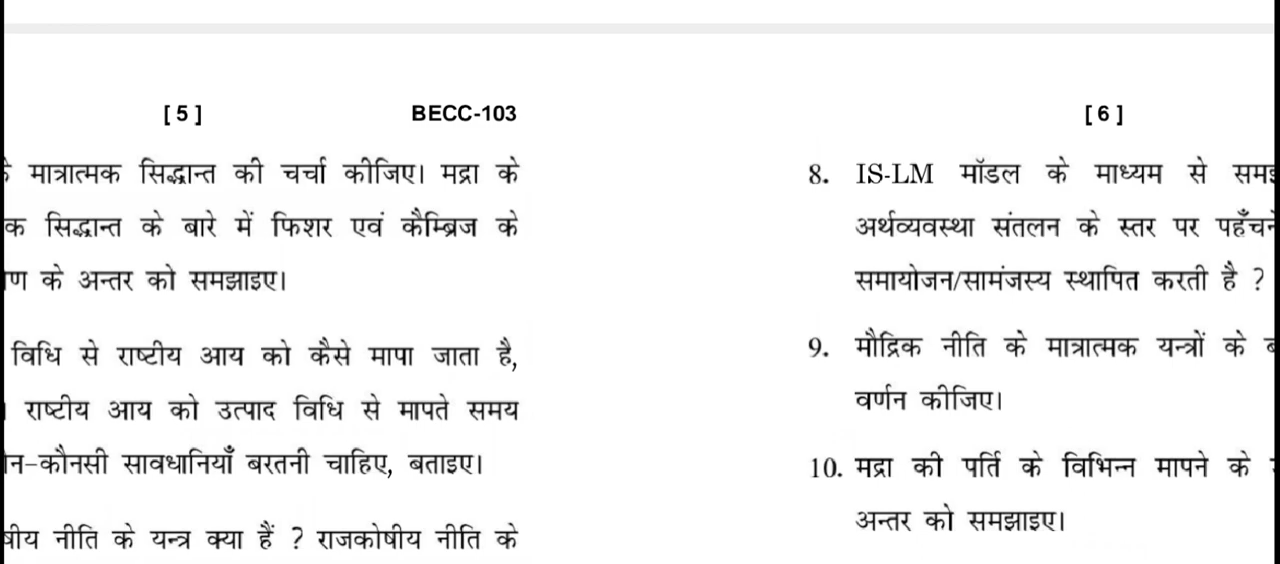 [ 5 ] BECC-103
मात्रात्मक सिद्धान्त की चर्चा कीजिए। मद्रा के
सिद्धान्त के बारे में फिशर एवं कैम्ब्रिज के
के अन्तर को समझाइए।
विधि से राष्टीय आय को कैसे मापा जाता है,
राष्टीय आय को उत्पाद विधि से मापते समय
कौनसी सावधानियाँ बरतनी चाहिए, बताइए।
नीति के यन्त्र क्या हैं ? राजकोषीय नीति के
[ 6 ]
8. IS-LM मॉडल के माध्यम से
अर्थव्यवस्था संतलन के स्तर पर
समायोजन/सामंजस्य स्थापित करती है ?
9. मौद्रिक नीति के मात्रात्मक यन्त्रों के
वर्णन कीजिए।
10. मद्रा की पर्ति के विभिन्न मापने के
अन्तर को समझाइए।